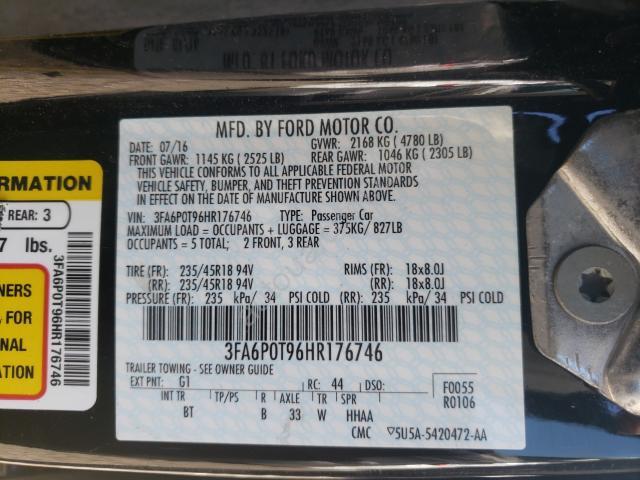 MFD. BY FORD MOTOR CO.
DATE: 07/16 GVWR: 2168 KG ( 4780 LB)
FRONT GAWR: 1145 KG ( 2525 LB) REAR GAWR: 1046 KG ( 2305 LB)
THIS VEHICLE CONFORMS TO ALL APPLICABLE FEDERAL MOTOR
VEHICLE SAFETY, BUMPER, AND THEFT PREVENTION STANDARDS
IN EFFECT ON THE DATE OF MANUFACTURE SHOWN ABOVE.
VIN: 3FA6P0T96HR176746 TYPE: Passenger Car
MAXIMUM LOAD = OCCUPANTS + LUGGAGE = 375KG/ 827LB
OCCUPANTS = 5 TOTAL; 2 FRONT, 3 REAR
TIRE (FR): 235/45R18 94V RIMS (FR): 18x8.0J
(RR): 235/45R18 94V (RR): 18x8.0J
PRESSURE (FR): 235 kPa/ 34 PSI COLD (RR): 235 kPa/ 34 PSI COLD
3FA6P0T96HR176746
TRAILER TOWING - SEE OWNER GUIDE
EXT PNT: G1 RC: 44 DSO: F0055
INT TR TP/PS R AXLE TR SPR R0106
BT B 33 W HHAA
CMC 5U5A-5420472-AA
ORMATION
REAR: 3
7 lbs.
NERS
, FOR
ONAL
ATION
3FA6P0T96HR176746